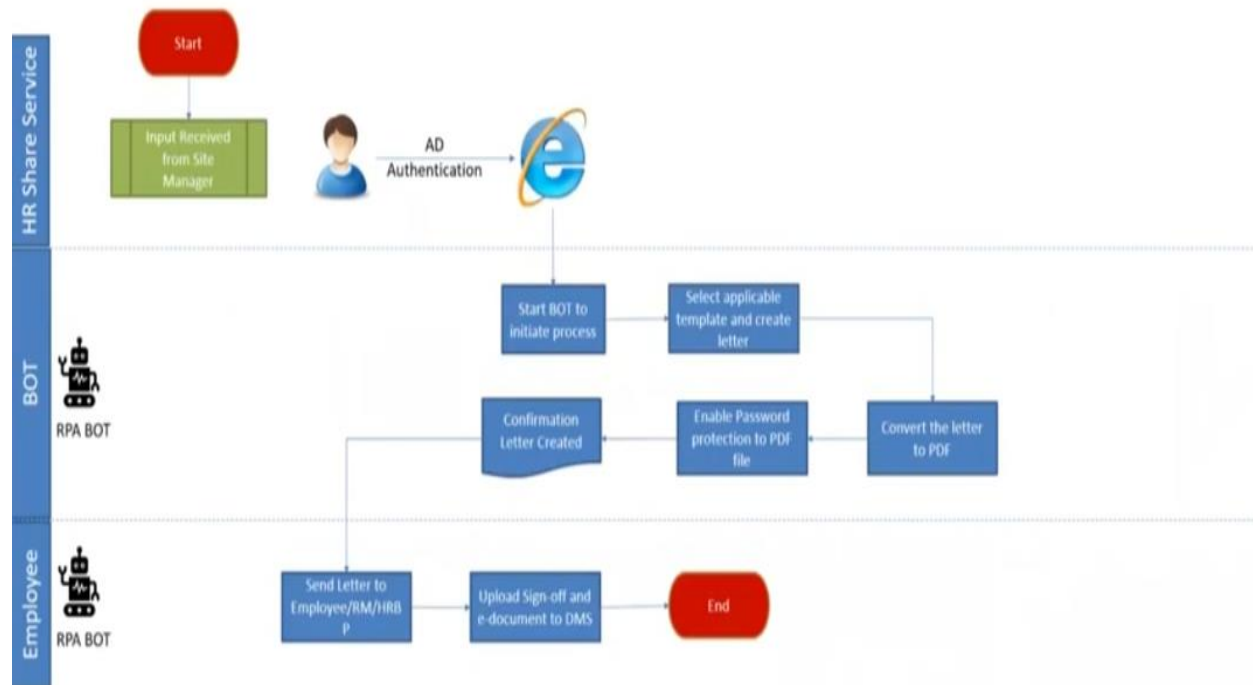 HR Share Service
Start
Input Received
from Site
Manager
AD
Authentication
BOT
RPA BOT
Start BOT to
initiate process
Select applicable
template and create
letter
Convert the letter
to PDF
Enable Password
protection to PDF
file
Confirmation
Letter Created
Employee
RPA BOT
Send Letter to
Employee/RM/HRB
P
Upload Sign-off and
e-document to DMS
End